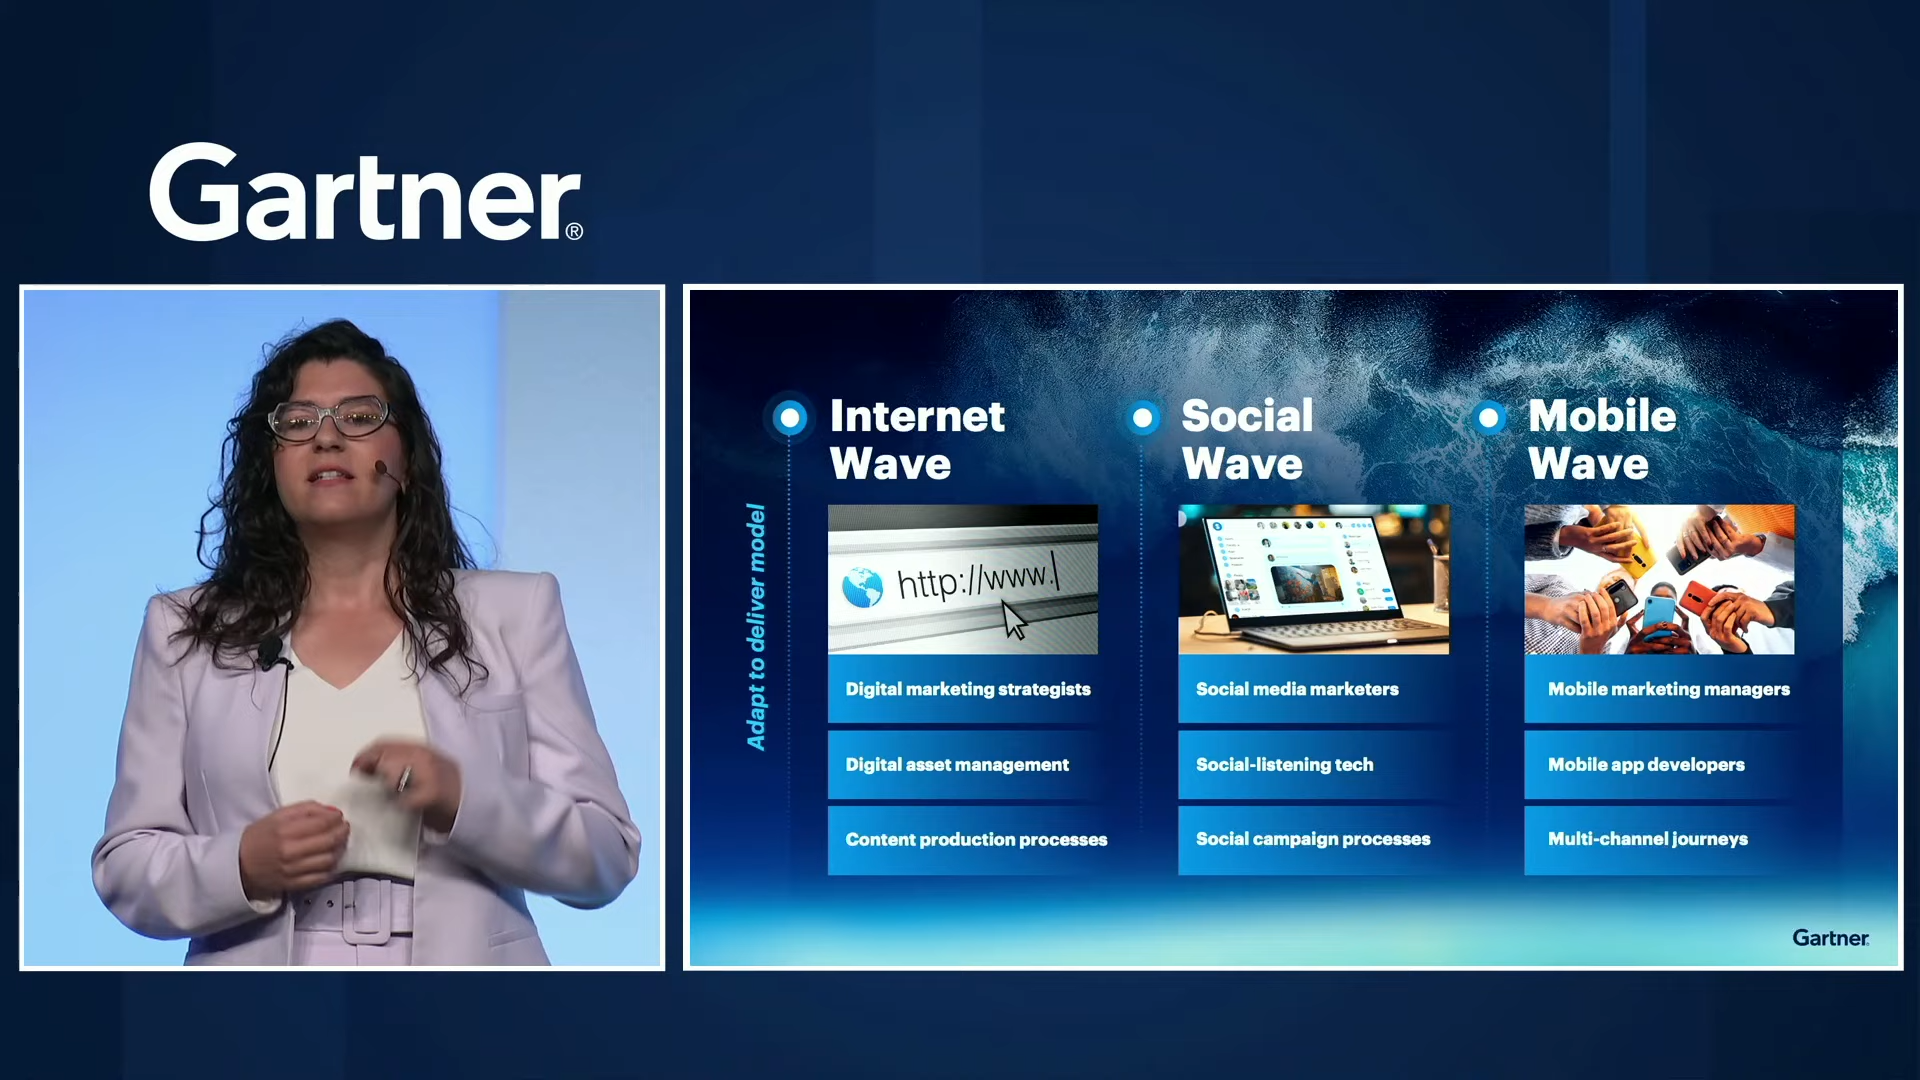 Gartner®
Internet
Wave
Social
Wave
Mobile
Wave
Adapt to deliver model
http://www.
Digital marketing strategists
Digital asset management
Content production processes
Social media marketers
Social-listening tech
Social campaign processes
Mobile marketing managers
Mobile app developers
Multi-channel journeys
Gartner